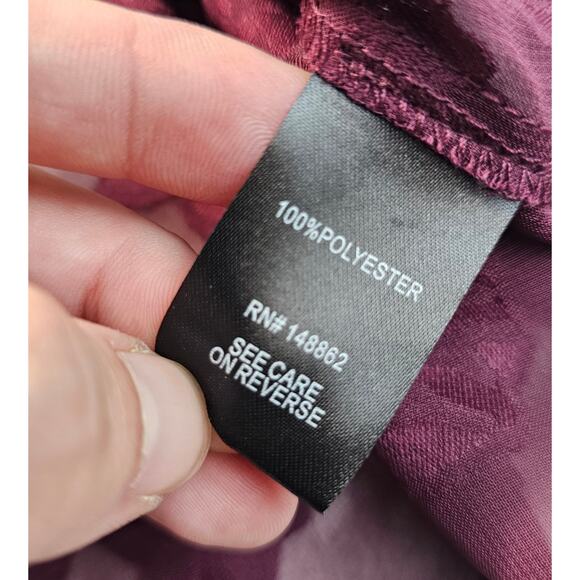 100%POLYESTER
RN# 148862
SEE CARE
ON REVERSE